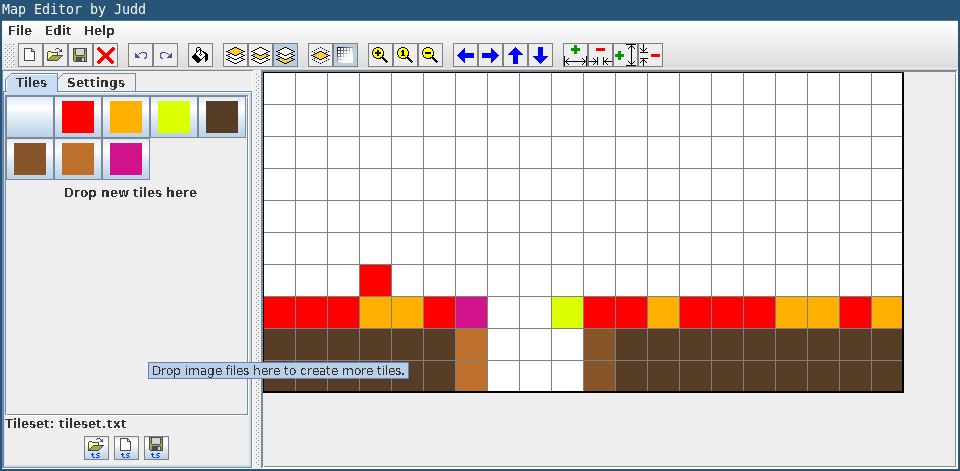 Map Editor by Judd
File Edit Help
1
Tiles Settings
Drop new tiles here
Drop image files here to create more tiles.
Tileset: tileset.txt
ts ts ts